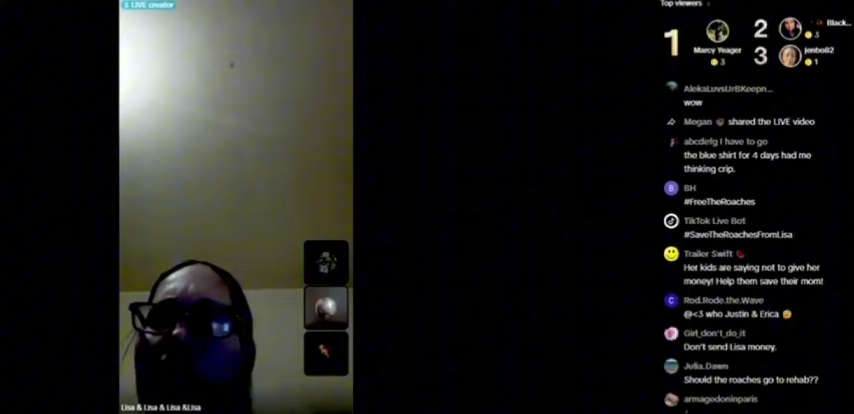 LIVE creator
Top viewers
1
Marcy Yeager
3
2
Black...
3
3
jenbo82
1
AlekaLuvsUrBKeepn...
wow
Megan shared the LIVE video
abcdefg I have to go
the blue shirt for 4 days had me
thinking crip.
B
BH
#FreeTheRoaches
TikTok Live Bot
#SaveTheRoachesFromLisa
Trailer Swift
Her kids are saying not to give her
money! Help them save their mom!
C
Rod.Rode.the.Wave
@<3 who Justin & Erica
Girl_don't_do_it
Don't send Lisa money.
Julia.Dawn
Should the roaches go to rehab??
armagedoninparis
Lisa & Lisa & Lisa &Lisa